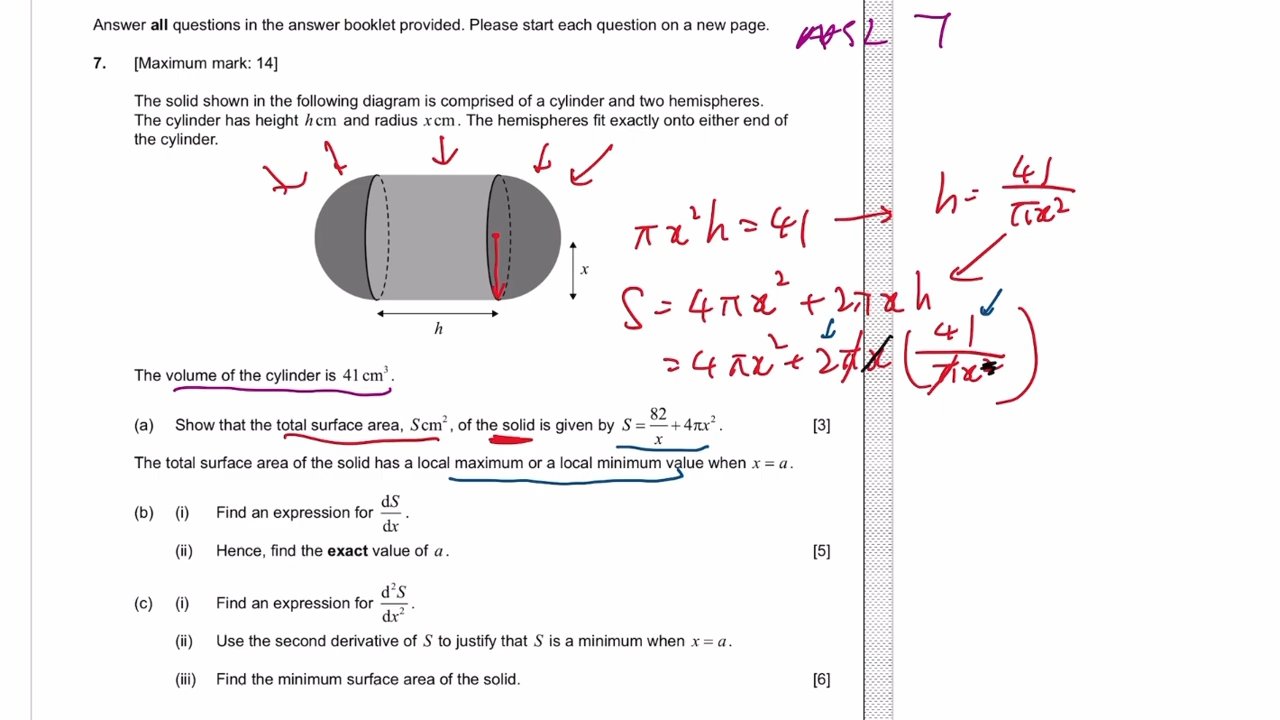 Answer all questions in the answer booklet provided. Please start each question on a new page.
7
7. [Maximum mark: 14]
The solid shown in the following diagram is comprised of a cylinder and two hemispheres.
The cylinder has height h cm and radius x cm. The hemispheres fit exactly onto either end of
the cylinder.
x
h
πx²h = 41 → h = 41/πx²
S = 4πx² + 2πxh
= 4πx² + 2πx (41/πx²)
The volume of the cylinder is 41 cm³.
(a) Show that the total surface area, S cm², of the solid is given by S = 82/x + 4πx². [3]
The total surface area of the solid has a local maximum or a local minimum value when x = a.
(b) (i) Find an expression for dS/dx.
(ii) Hence, find the exact value of a. [5]
(c) (i) Find an expression for d²S/dx².
(ii) Use the second derivative of S to justify that S is a minimum when x = a.
(iii) Find the minimum surface area of the solid. [6]